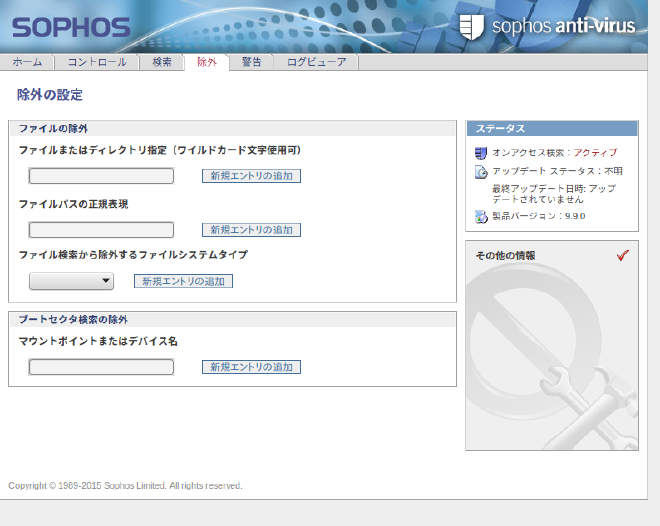 SOPHOS
sophos anti-virus
ホーム コントロール 検索 除外 警告 ログビューア
除外の設定
ファイルの除外
ファイルまたはディレクトリ指定（ワイルドカード文字使用可）
新規エントリの追加
ファイルパスの正規表現
新規エントリの追加
ファイル検索から除外するファイルシステムタイプ
新規エントリの追加
ブートセクタ検索の除外
マウントポイントまたはデバイス名
新規エントリの追加
ステータス
オンアクセス検索：アクティブ
アップデート ステータス：不明
最終アップデート日時: アップ
デートされていません
製品バージョン：9.9.0
その他の情報
Copyright © 1989-2015 Sophos Limited. All rights reserved.